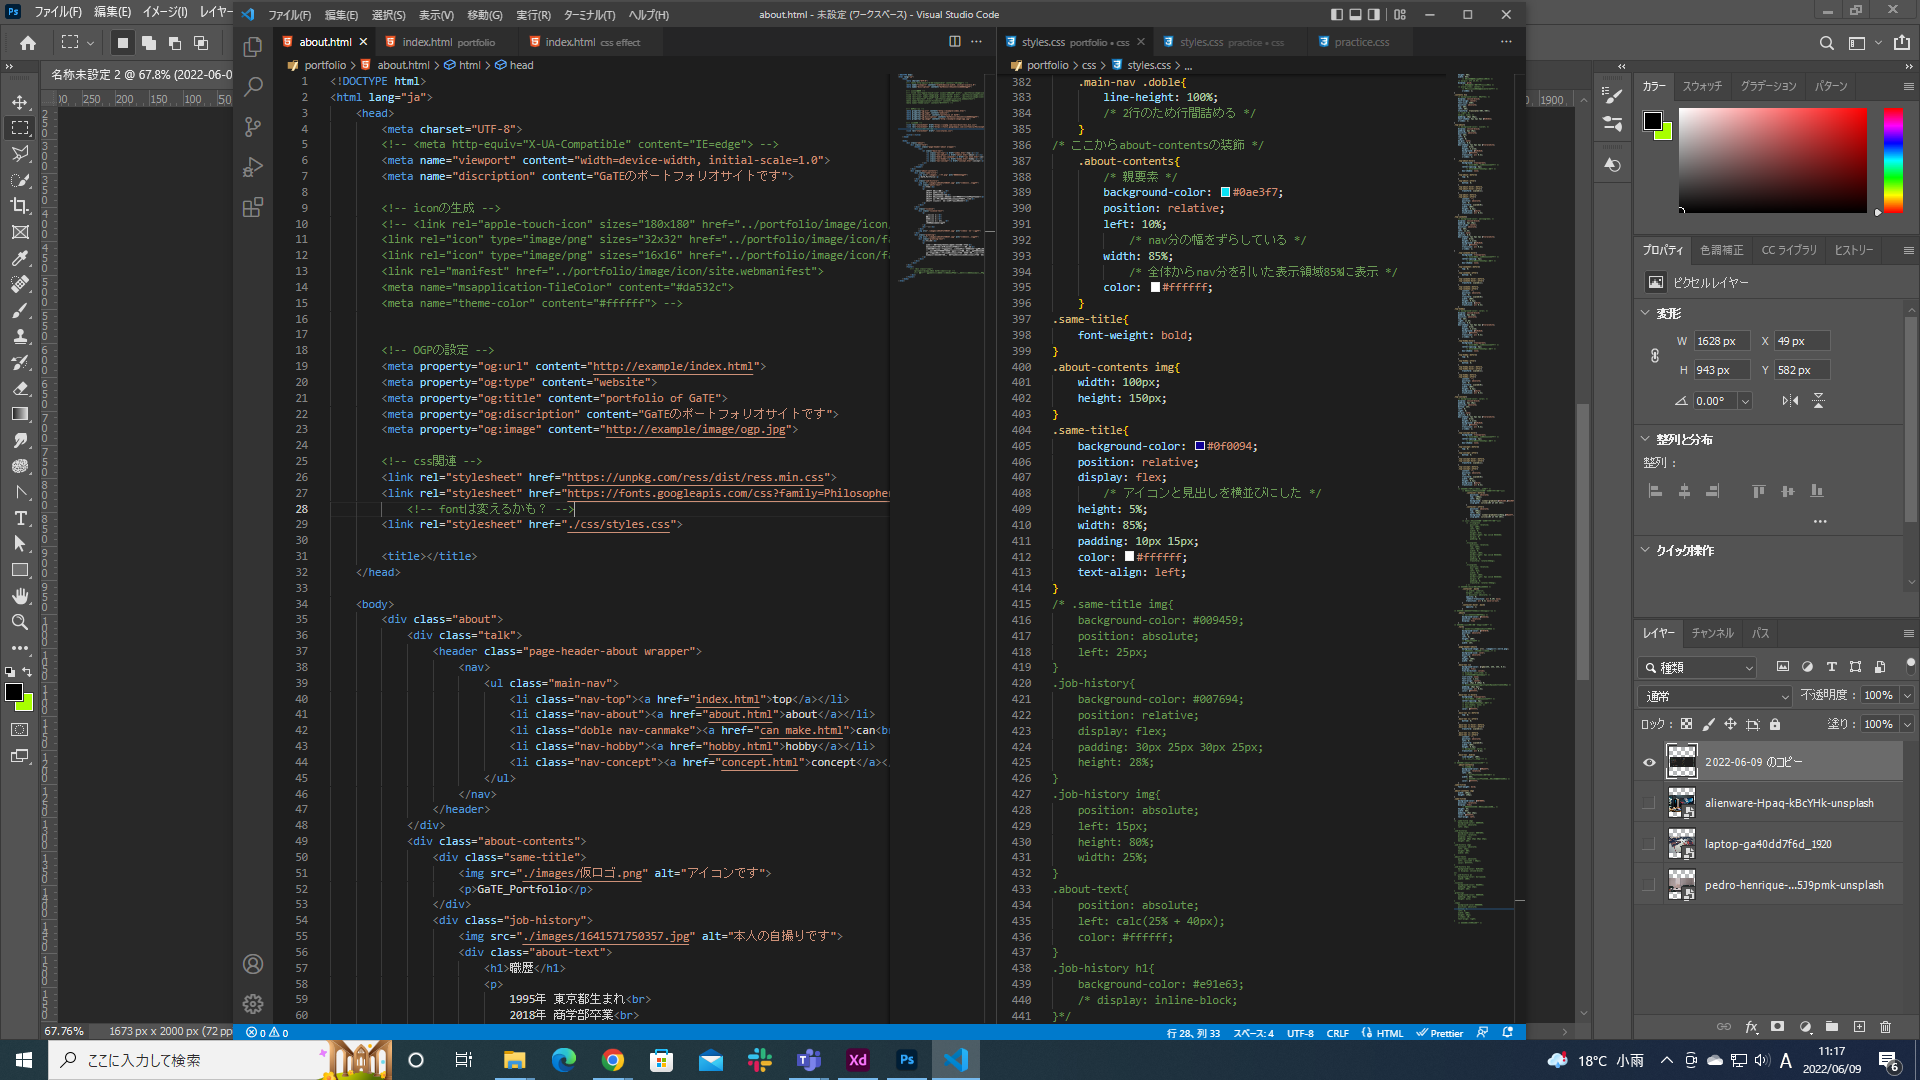 ファイル(F) 編集(E) イメージ(I) レイヤー
ファイル(F) 編集(E) 選択(S) 表示(V) 移動(G) 実行(R) ターミナル(T) ヘルプ(H)
about.html - 未設定 (ワークスペース) - Visual Studio Code
名称未設定 2 @ 67.8% (2022-06-0
about.html
index.html portfolio
index.html css effect
portfolio > about.html > html > head
1 <!DOCTYPE html>
2 <html lang="ja">
3 <head>
4 <meta charset="UTF-8">
5 <!-- <meta http-equiv="X-UA-Compatible" content="IE=edge"> -->
6 <meta name="viewport" content="width=device-width, initial-scale=1.0">
7 <meta name="discription" content="GaTEのポートフォリオサイトです">
8
9 <!-- iconの生成 -->
10 <!-- <link rel="apple-touch-icon" sizes="180x180" href="../portfolio/image/icon
11 <link rel="icon" type="image/png" sizes="32x32" href="../portfolio/image/icon/fa
12 <link rel="icon" type="image/png" sizes="16x16" href="../portfolio/image/icon/fa
13 <link rel="manifest" href="../portfolio/image/icon/site.webmanifest">
14 <meta name="msapplication-TileColor" content="#da532c">
15 <meta name="theme-color" content="#ffffff"> -->
16
17
18 <!-- OGPの設定 -->
19 <meta property="og:url" content="http://example/index.html">
20 <meta property="og:type" content="website">
21 <meta property="og:title" content="portfolio of GaTE">
22 <meta property="og:discription" content="GaTEのポートフォリオサイトです">
23 <meta property="og:image" content="http://example/image/ogp.jpg">
24
25 <!-- css関連 -->
26 <link rel="stylesheet" href="https://unpkg.com/ress/dist/ress.min.css">
27 <link rel="stylesheet" href="https://fonts.googleapis.com/css?family=Philosopher
28 <!-- fontは変えるかも？ -->
29 <link rel="stylesheet" href="./css/styles.css">
30
31 <title></title>
32 </head>
33
34 <body>
35 <div class="about">
36 <div class="talk">
37 <header class="page-header-about wrapper">
38 <nav>
39 <ul class="main-nav">
40 <li class="nav-top"><a href="index.html">top</a></li>
41 <li class="nav-about"><a href="about.html">about</a></li>
42 <li class="doble nav-canmake"><a href="can make.html">can<b
43 <li class="nav-hobby"><a href="hobby.html">hobby</a></li>
44 <li class="nav-concept"><a href="concept.html">concept</a></
45 </ul>
46 </nav>
47 </header>
48 </div>
49 <div class="about-contents">
50 <div class="same-title">
51 <img src="./images/仮ロゴ.png" alt="アイコンです">
52 <p>GaTE_Portfolio</p>
53 </div>
54 <div class="job-history">
55 <img src="./images/1641571750357.jpg" alt="本人の自撮りです">
56 <div class="about-text">
57 <h1>職歴</h1>
58 <p>
59 1995年 東京都生まれ<br>
60 2018年 商学部卒業<br>
styles.css portfolio • css
styles.css practice • css
practice.css
portfolio > css > styles.css > ...
382 .main-nav .doble{
383 line-height: 100%;
384 /* 2行のため行間詰める */
385 }
386 /* ここからabout-contentsの装飾 */
387 .about-contents{
388 /* 親要素 */
389 background-color: #0ae3f7;
390 position: relative;
391 left: 10%;
392 /* nav分の幅をずらしている */
393 width: 85%;
394 /* 全体からnav分を引いた表示領域85%に表示 */
395 color: #ffffff;
396 }
397 .same-title{
398 font-weight: bold;
399 }
400 .about-contents img{
401 width: 100px;
402 height: 150px;
403 }
404 .same-title{
405 background-color: #0f0094;
406 position: relative;
407 display: flex;
408 /* アイコンと見出しを横並びにした */
409 height: 5%;
410 width: 85%;
411 padding: 10px 15px;
412 color: #ffffff;
413 text-align: left;
414 }
415 /* .same-title img{
416 background-color: #009459;
417 position: absolute;
418 left: 25px;
419 }
420 .job-history{
421 background-color: #007694;
422 position: relative;
423 display: flex;
424 padding: 30px 25px 30px 25px;
425 height: 28%;
426 }
427 .job-history img{
428 position: absolute;
429 left: 15px;
430 height: 80%;
431 width: 25%;
432 }
433 .about-text{
434 position: absolute;
435 left: calc(25% + 40px);
436 color: #ffffff;
437 }
438 .job-history h1{
439 background-color: #e91e63;
440 /* display: inline-block;
441 }*/
カラー スウォッチ グラデーション パターン
プロパティ 色調補正 CC ライブラリ ヒストリー
ピクセルレイヤー
変形
W 1628 px X 49 px
H 943 px Y 582 px
0.00°
整列と分布
整列 :
クイック操作
レイヤー チャンネル パス
種類
通常 不透明度 : 100%
ロック : 塗り : 100%
2022-06-09 のコピー
alienware-Hpaq-kBcYHk-unsplash
laptop-ga40dd7f6d_1920
pedro-henrique-...5J9pmk-unsplash
67.76% 1673 px x 2000 px (72 pp
0 0
行 28、列 33 スペース: 4 UTF-8 CRLF HTML Prettier
ここに入力して検索
18°C 小雨
A
11:17
2022/06/09
6